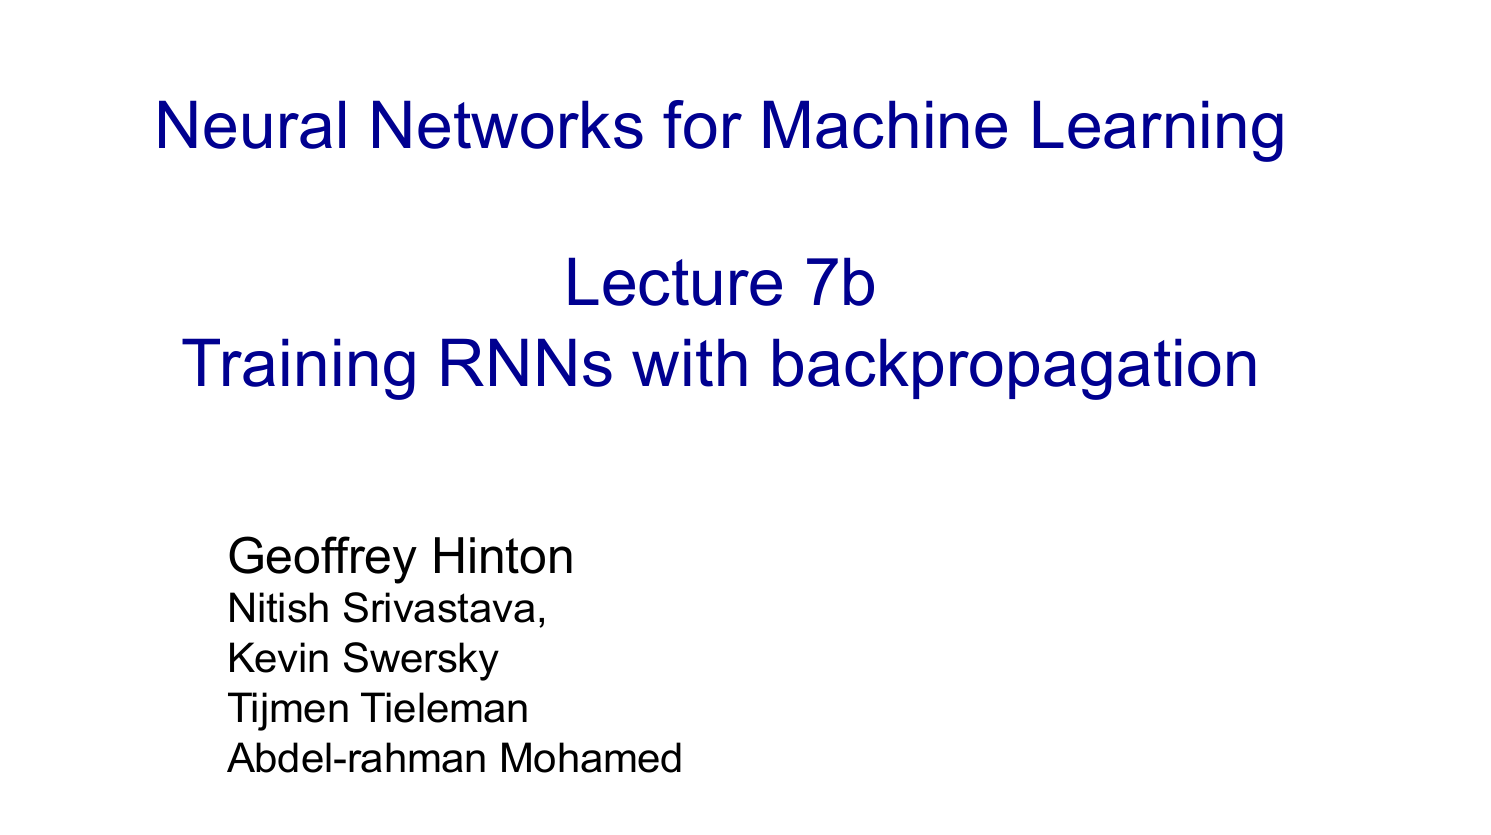 Neural Networks for Machine Learning
Lecture 7b
Training RNNs with backpropagation
Geoffrey Hinton
Nitish Srivastava,
Kevin Swersky
Tijmen Tieleman
Abdel-rahman Mohamed